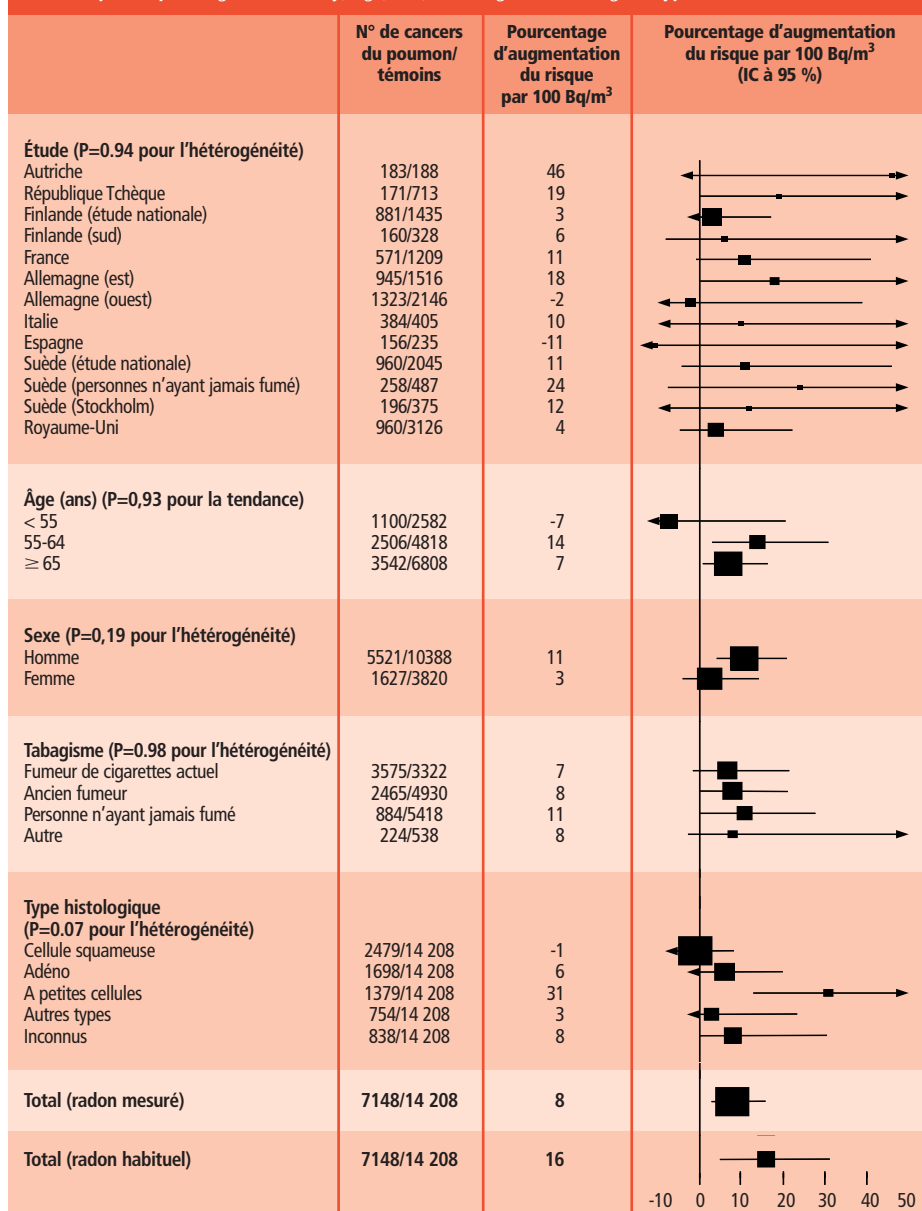 N° de cancers du poumon/ témoins
Pourcentage d'augmentation du risque par 100 Bq/m³
Pourcentage d'augmentation du risque par 100 Bq/m³ (IC à 95 %)
Étude (P=0.94 pour l'hétérogénéité)
Autriche 183/188 46
République Tchèque 171/713 19
Finlande (étude nationale) 881/1435 3
Finlande (sud) 160/328 6
France 571/1209 11
Allemagne (est) 945/1516 18
Allemagne (ouest) 1323/2146 -2
Italie 384/405 10
Espagne 156/235 -11
Suède (étude nationale) 960/2045 11
Suède (personnes n'ayant jamais fumé) 258/487 24
Suède (Stockholm) 196/375 12
Royaume-Uni 960/3126 4
Âge (ans) (P=0,93 pour la tendance)
< 55 1100/2582 -7
55-64 2506/4818 14
≥ 65 3542/6808 7
Sexe (P=0,19 pour l'hétérogénéité)
Homme 5521/10388 11
Femme 1627/3820 3
Tabagisme (P=0.98 pour l'hétérogénéité)
Fumeur de cigarettes actuel 3575/3322 7
Ancien fumeur 2465/4930 8
Personne n'ayant jamais fumé 884/5418 11
Autre 224/538 8
Type histologique
(P=0.07 pour l'hétérogénéité)
Cellule squameuse 2479/14 208 -1
Adéno 1698/14 208 6
A petites cellules 1379/14 208 31
Autres types 754/14 208 3
Inconnus 838/14 208 8
Total (radon mesuré) 7148/14 208 8
Total (radon habituel) 7148/14 208 16
-10 0 10 20 30 40 50